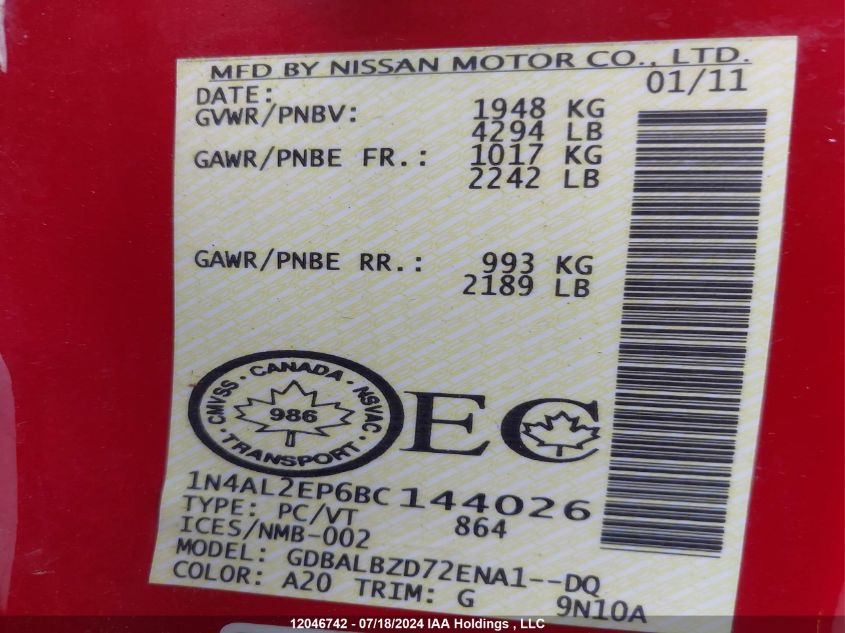 MFD BY NISSAN MOTOR CO., LTD.
DATE: 01/11
GVWR/PNBV: 1948 KG
4294 LB
GAWR/PNBE FR.: 1017 KG
2242 LB
GAWR/PNBE RR.: 993 KG
2189 LB
CMVSS · CANADA · NSVAC
986
· TRANSPORT ·
EC
1N4AL2EP6BC144026
TYPE: PC/VT 864
ICES/NMB-002
MODEL: GDBALBZD72ENA1--DQ
COLOR: A20 TRIM: G 9N10A
12046742 - 07/18/2024 IAA Holdings , LLC